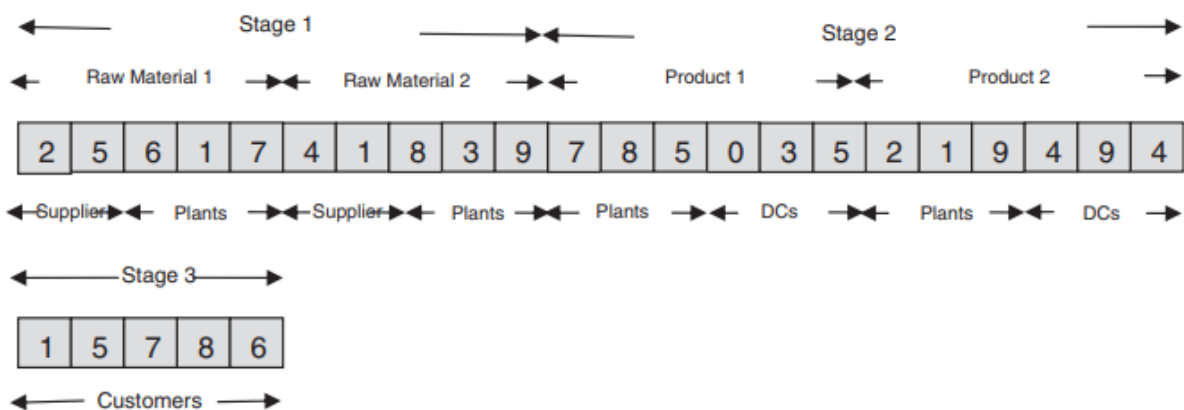 Stage 1 Stage 2
Raw Material 1 Raw Material 2 Product 1 Product 2
2 5 6 1 7 4 1 8 3 9 7 8 5 0 3 5 2 1 9 4 9 4
Supplier Plants Supplier Plants Plants DCs Plants DCs
Stage 3
1 5 7 8 6
Customers